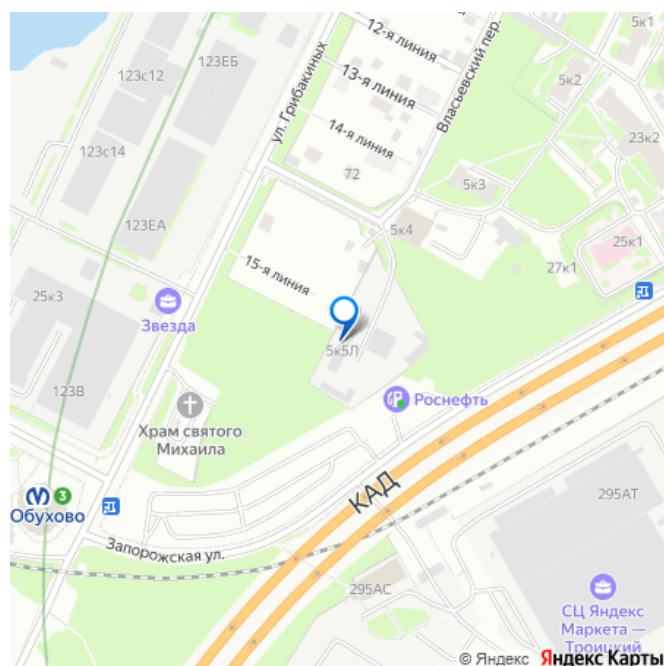 12-я линия
5к1
123с12
123ЕБ
ул. Грибакиных
13-я линия
Власьевский пер.
5к2
123с14
14-я линия
23к2
72
5к3
123ЕА
5к4
25к1
15-я линия
27к1
25к3
Звезда
5к5Л
123В
Роснефть
Храм святого
Михаила
КАД
3
Обухово
295АТ
Запорожская ул.
295АС
СЦ Яндекс
Маркета —
Троицкий
© Яндекс Яндекс Карты